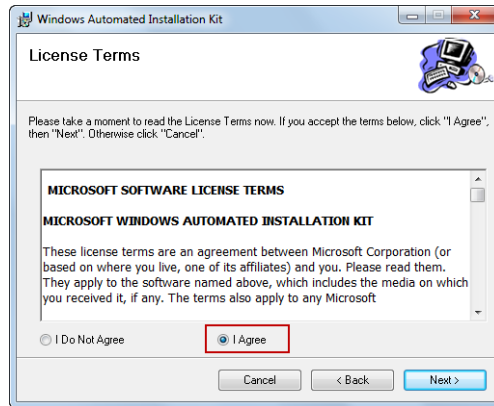 Windows Automated Installation Kit
License Terms
Please take a moment to read the License Terms now. If you accept the terms below, click "I Agree",
then "Next". Otherwise click "Cancel".
MICROSOFT SOFTWARE LICENSE TERMS
MICROSOFT WINDOWS AUTOMATED INSTALLATION KIT
These license terms are an agreement between Microsoft Corporation (or
based on where you live, one of its affiliates) and you. Please read them.
They apply to the software named above, which includes the media on which
you received it, if any. The terms also apply to any Microsoft
I Do Not Agree I Agree
Cancel < Back Next >